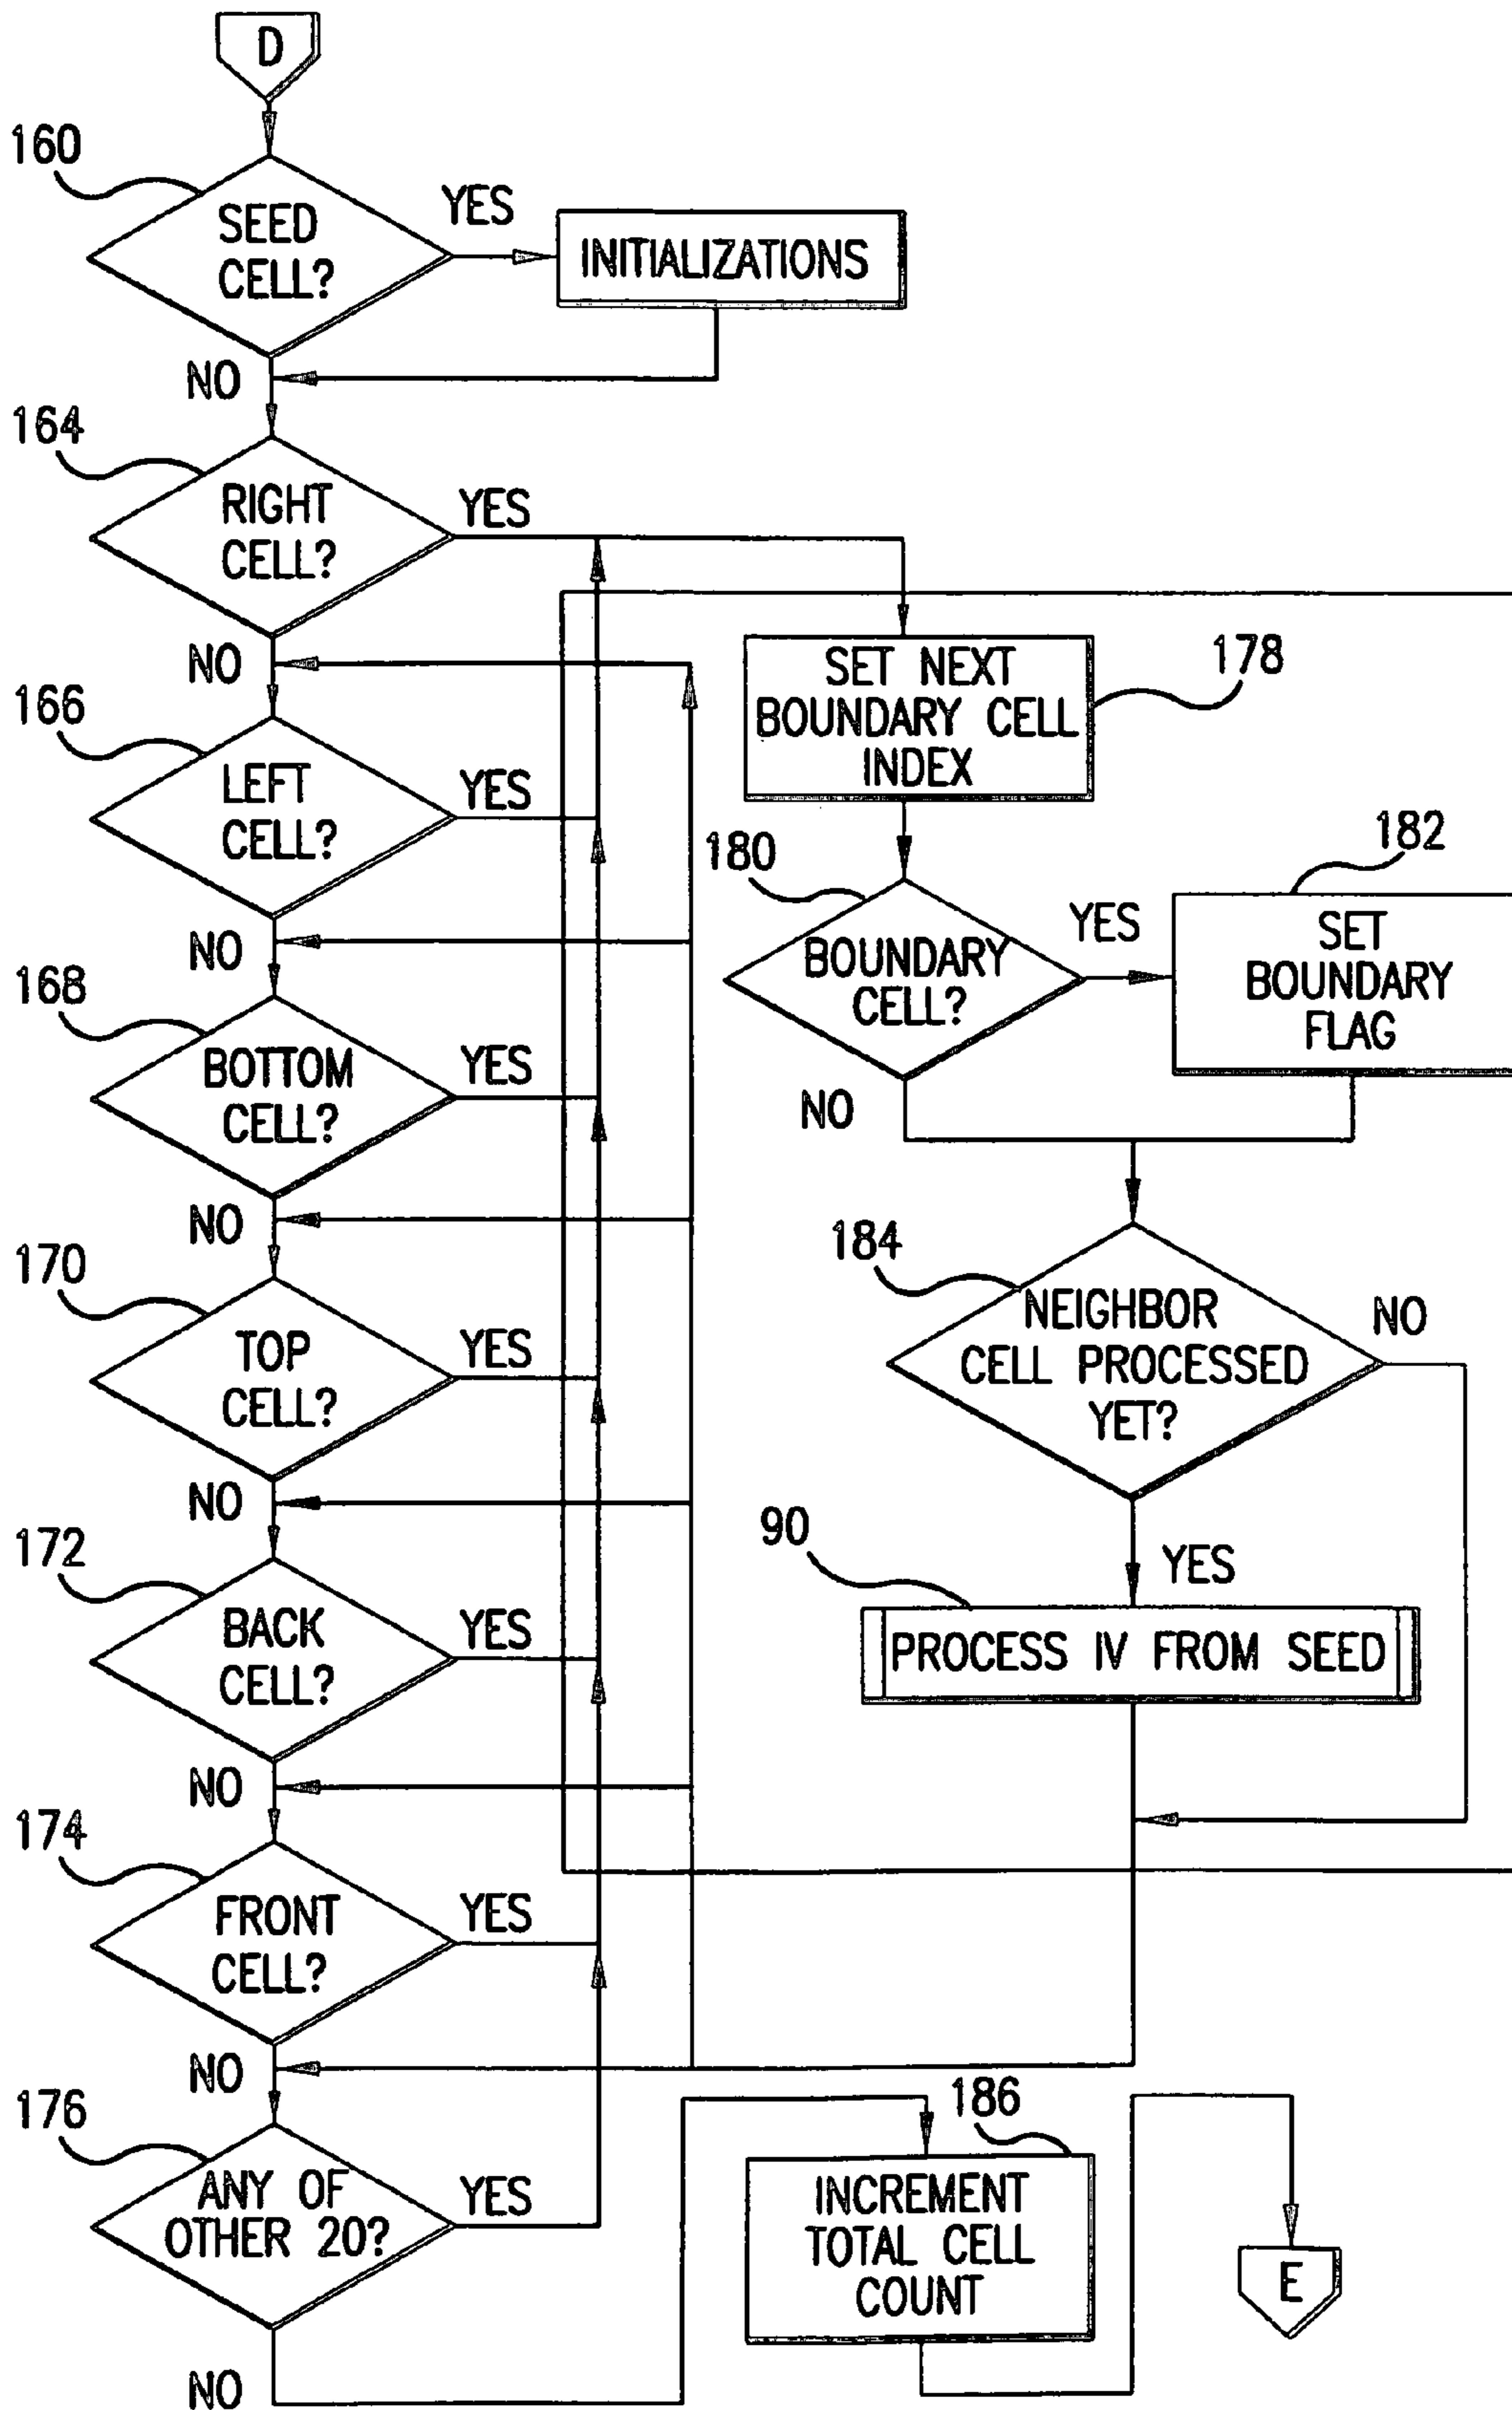 D
160
SEED
CELL?
YES
INITIALIZATIONS
NO
164
RIGHT
CELL?
YES
NO
166
LEFT
CELL?
YES
NO
168
BOTTOM
CELL?
YES
NO
170
TOP
CELL?
YES
NO
172
BACK
CELL?
YES
NO
174
FRONT
CELL?
YES
NO
176
ANY OF
OTHER 20?
YES
NO
SET NEXT
BOUNDARY CELL
INDEX
178
180
BOUNDARY
CELL?
YES
NO
182
SET
BOUNDARY
FLAG
184
NEIGHBOR
CELL PROCESSED
YET?
NO
YES
90
PROCESS IV FROM SEED
186
INCREMENT
TOTAL CELL
COUNT
E